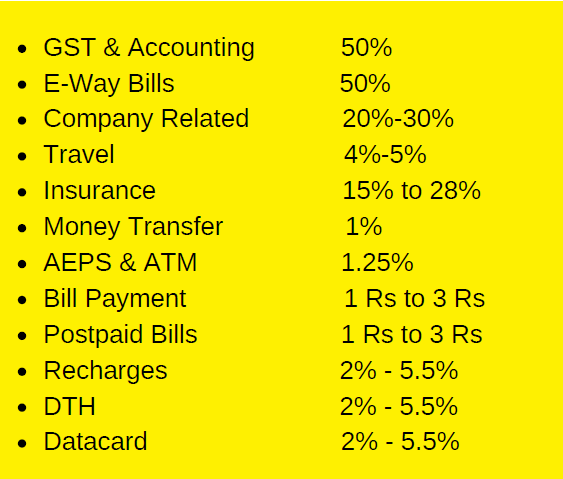 • GST & Accounting 50%
• E-Way Bills 50%
• Company Related 20%-30%
• Travel 4%-5%
• Insurance 15% to 28%
• Money Transfer 1%
• AEPS & ATM 1.25%
• Bill Payment 1 Rs to 3 Rs
• Postpaid Bills 1 Rs to 3 Rs
• Recharges 2% - 5.5%
• DTH 2% - 5.5%
• Datacard 2% - 5.5%